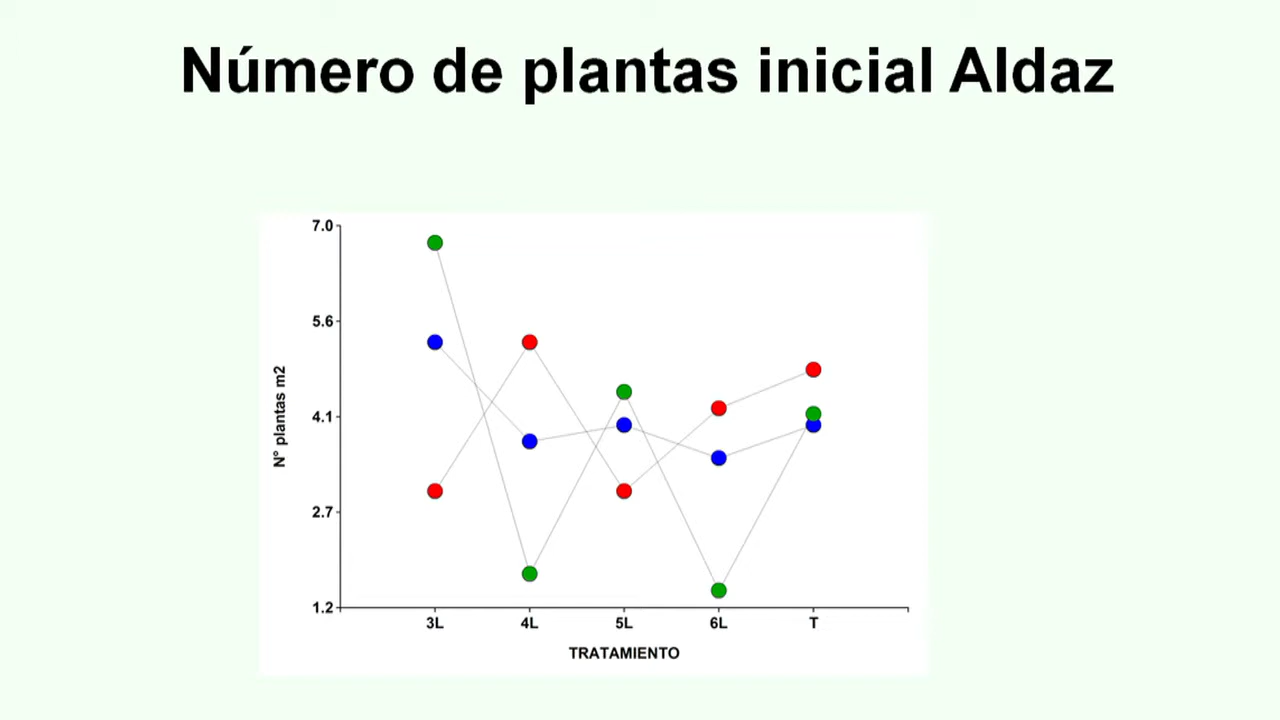 Número de plantas inicial Aldaz
7.0
5.6
4.1
2.7
1.2
N° plantas m2
3L 4L 5L 6L T
TRATAMIENTO